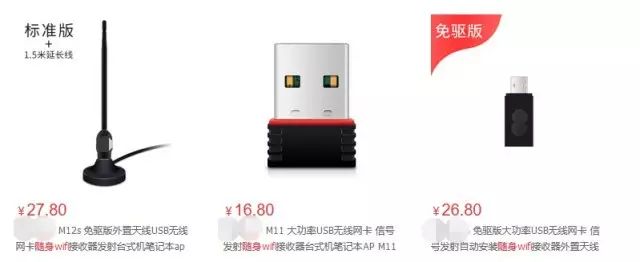 标准版
+
1.5米延长线
免驱版
¥27.80
M12s 免驱版外置天线USB无线
网卡随身wifi接收器发射台式机笔记本ap
¥16.80
M11 大功率USB无线网卡 信号
发射随身wifi接收器台式机笔记本AP M11
¥26.80
免驱版大功率USB无线网卡 信
号发射自动安装随身wifi接收器外置天线